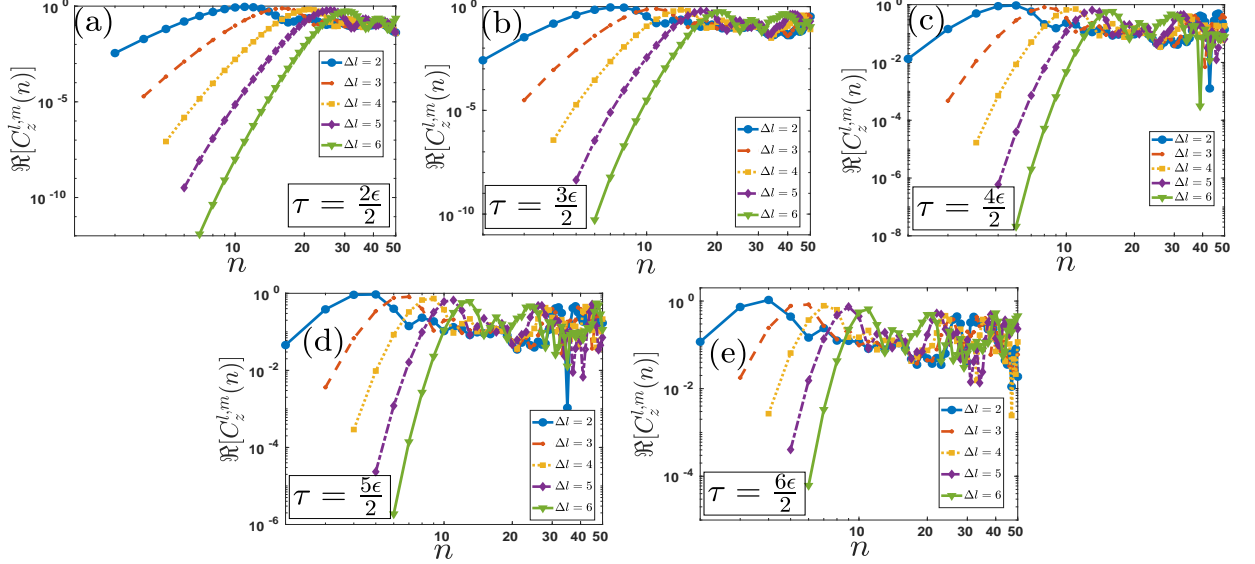 (a)
ℜ[C_z^{l,m}(n)]
10^0
10^{-5}
10^{-10}
Δl = 2
Δl = 3
Δl = 4
Δl = 5
Δl = 6
τ = 2ϵ/2
10 20 30 40 50
n
(b)
ℜ[C_z^{l,m}(n)]
10^0
10^{-5}
10^{-10}
Δl = 2
Δl = 3
Δl = 4
Δl = 5
Δl = 6
τ = 3ϵ/2
10 20 30 40 50
n
(c)
ℜ[C_z^{l,m}(n)]
10^0
10^{-2}
10^{-4}
10^{-6}
10^{-8}
Δl = 2
Δl = 3
Δl = 4
Δl = 5
Δl = 6
τ = 4ϵ/2
10 20 30 40 50
n
(d)
ℜ[C_z^{l,m}(n)]
10^0
10^{-2}
10^{-4}
10^{-6}
Δl = 2
Δl = 3
Δl = 4
Δl = 5
Δl = 6
τ = 5ϵ/2
10 20 30 40 50
n
(e)
ℜ[C_z^{l,m}(n)]
10^0
10^{-2}
10^{-4}
Δl = 2
Δl = 3
Δl = 4
Δl = 5
Δl = 6
τ = 6ϵ/2
10 20 30 40 50
n